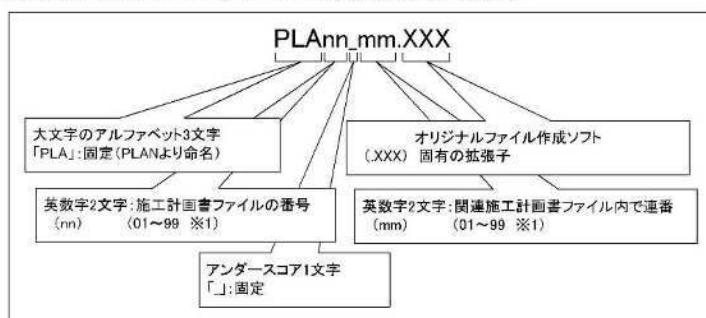 PLAnn_mm.XXX
大文字のアルファベット3文字
「PLA」:固定(PLANより命名)
オリジナルファイル作成ソフト
(.XXX) 固有の拡張子
英数字2文字:施工計画書ファイルの番号
(nn) (01～99 ※1)
英数字2文字:関連施工計画書ファイル内で連番
(mm) (01～99 ※1)
アンダースコア1文字
「_」:固定